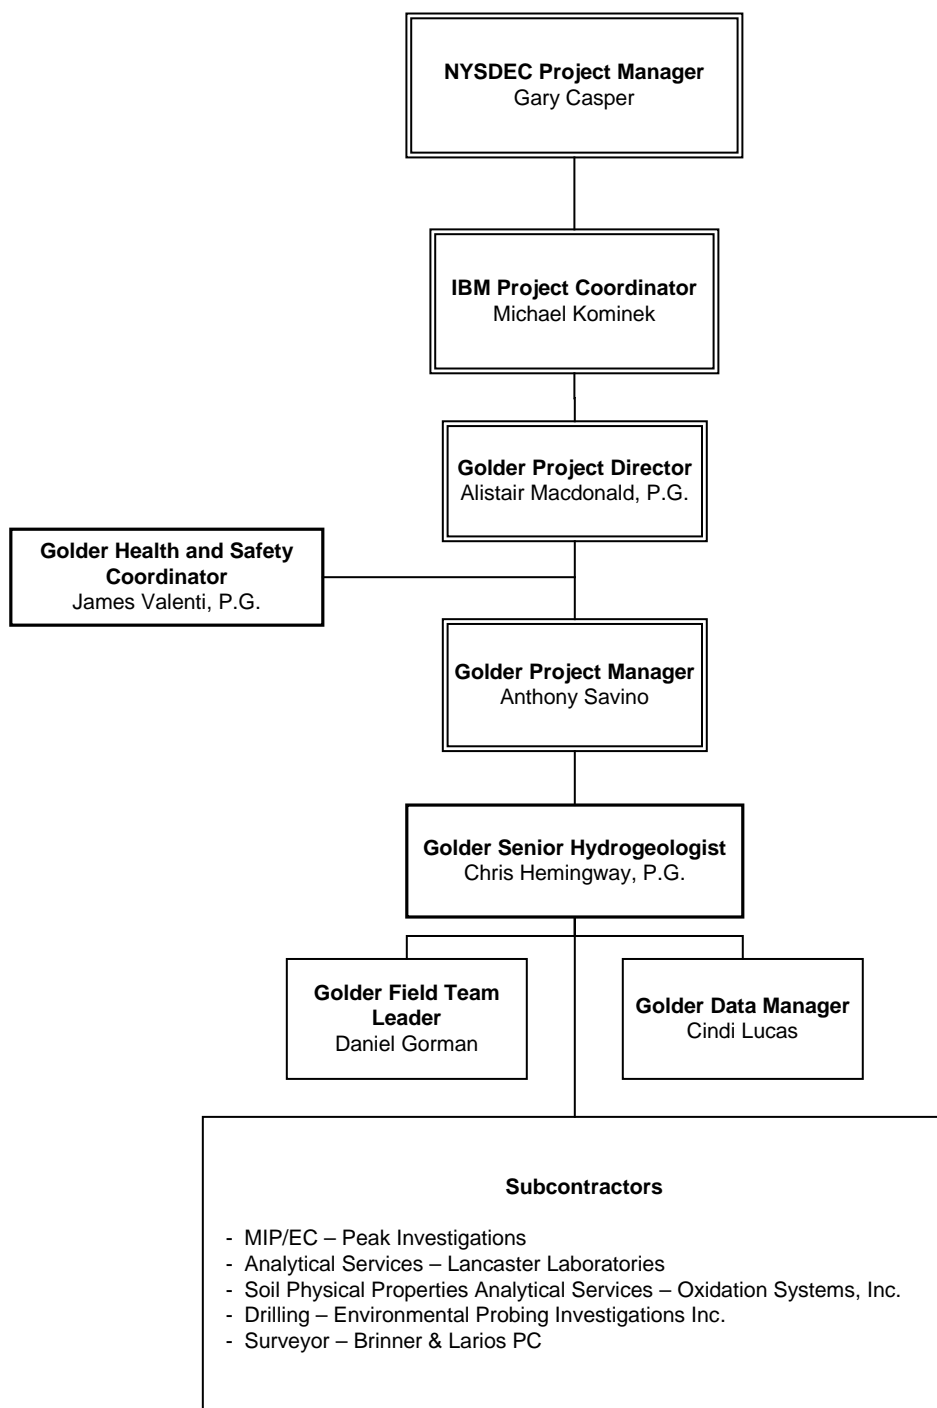 NYSDEC Project Manager
Gary Casper
IBM Project Coordinator
Michael Kominek
Golder Project Director
Alistair Macdonald, P.G.
Golder Health and Safety
Coordinator
James Valenti, P.G.
Golder Project Manager
Anthony Savino
Golder Senior Hydrogeologist
Chris Hemingway, P.G.
Golder Field Team
Leader
Daniel Gorman
Golder Data Manager
Cindi Lucas
Subcontractors
- MIP/EC – Peak Investigations
- Analytical Services – Lancaster Laboratories
- Soil Physical Properties Analytical Services – Oxidation Systems, Inc.
- Drilling – Environmental Probing Investigations Inc.
- Surveyor – Brinner & Larios PC